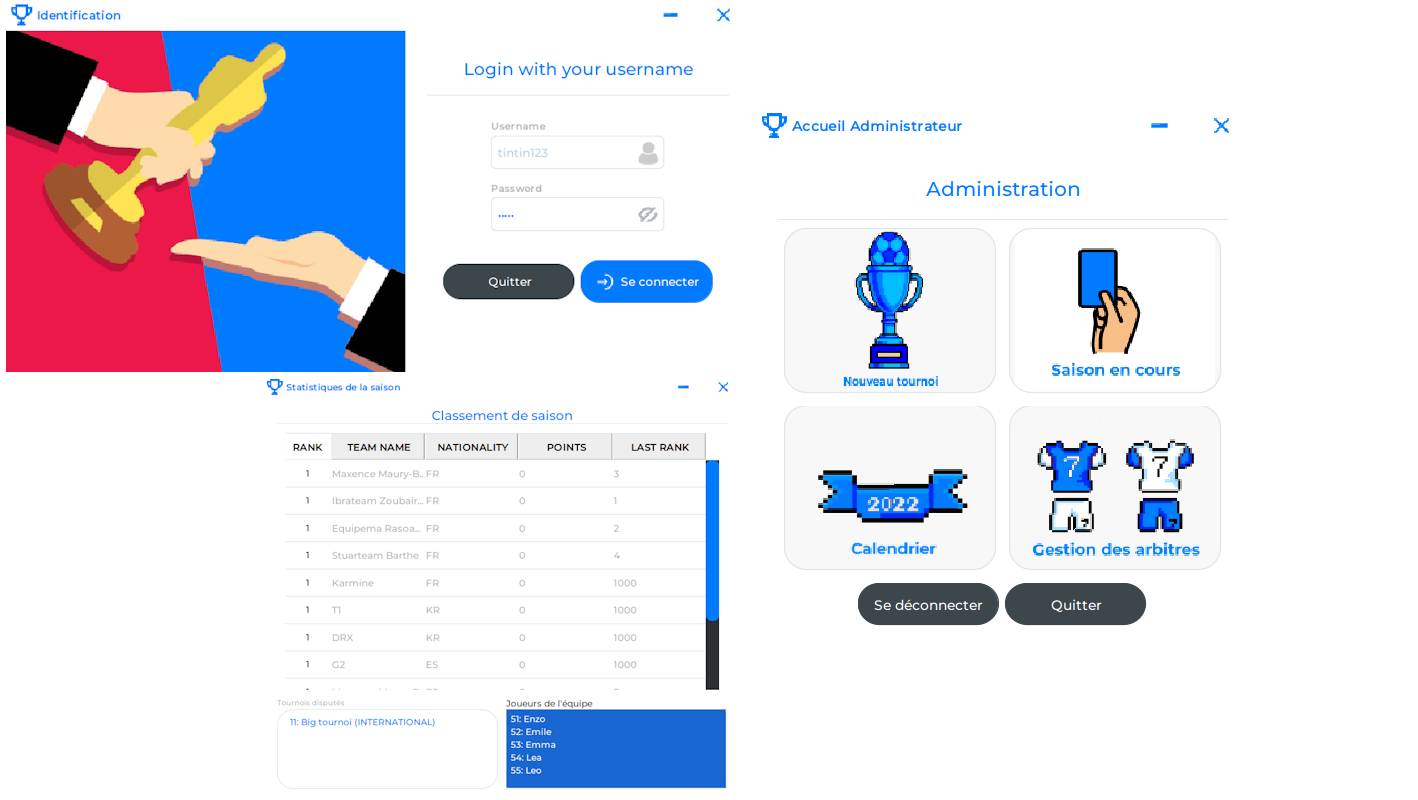 Identification
Login with your username
Username
tintin123
Password
•••••
Quitter
Se connecter
Accueil Administrateur
Administration
Nouveau tournoi
Saison en cours
2022
Calendrier
7 7
7 7
Gestion des arbitres
Se déconnecter Quitter
Statistiques de la saison
Classement de saison
RANK TEAM NAME NATIONALITY POINTS LAST RANK
1 Maxence Maury-B... FR 0 3
1 Ibrateam Zoubair... FR 0 1
1 Equipema Rasoa... FR 0 2
1 Stuarteam Barthe FR 0 4
1 Karmine FR 0 1000
1 T1 KR 0 1000
1 DRX KR 0 1000
1 G2 ES 0 1000
Tournois disputés
11: Big tournoi (INTERNATIONAL)
Joueurs de l'équipe
51: Enzo
52: Emile
53: Emma
54: Lea
55: Leo